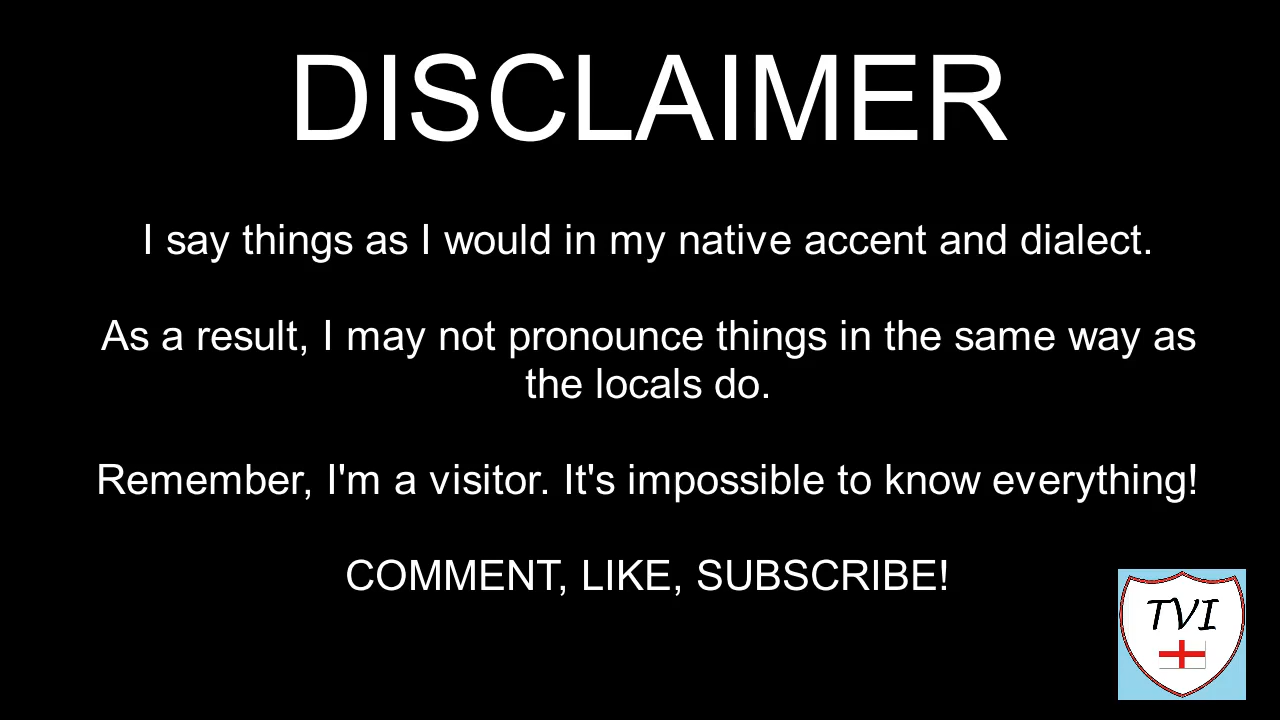 DISCLAIMER
I say things as I would in my native accent and dialect.
As a result, I may not pronounce things in the same way as
the locals do.
Remember, I'm a visitor. It's impossible to know everything!
COMMENT, LIKE, SUBSCRIBE!
TVI